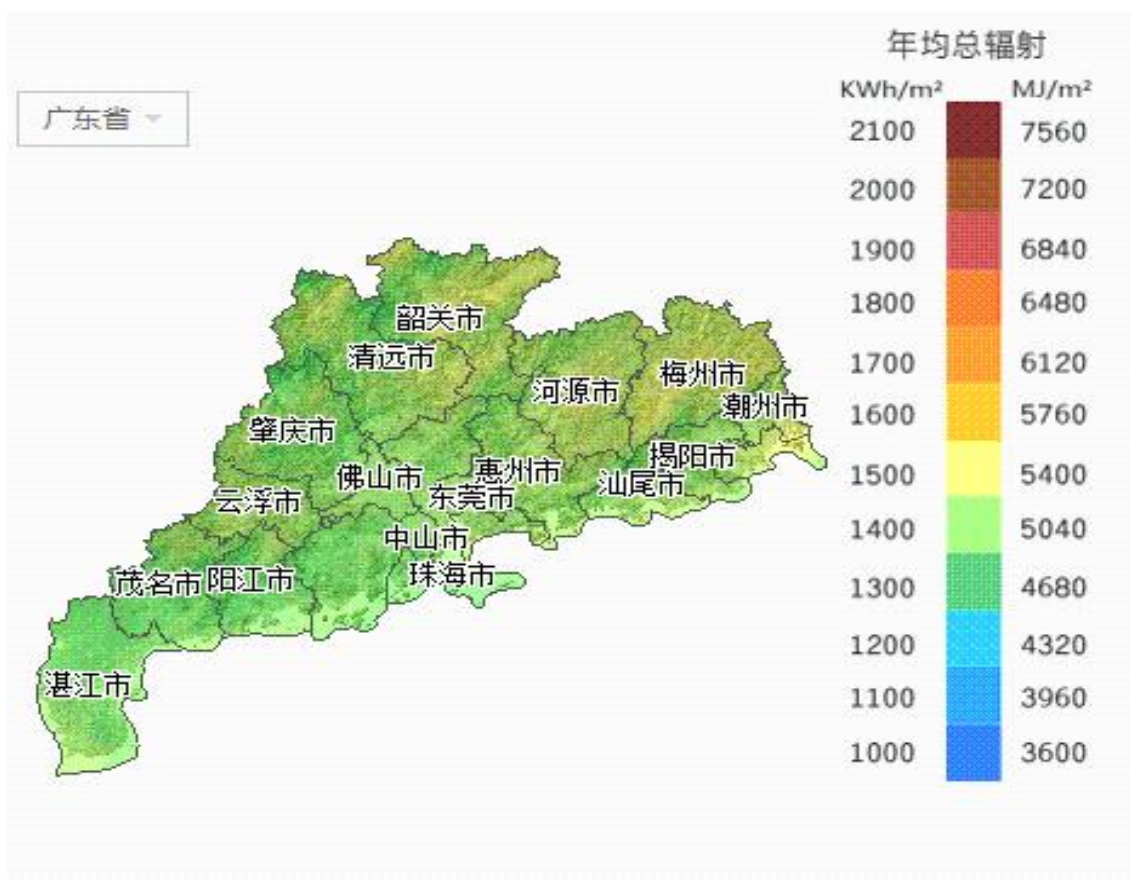 年均总辐射
KWh/m² MJ/m²
广东省
2100 7560
2000 7200
1900 6840
1800 6480
1700 6120
1600 5760
1500 5400
1400 5040
1300 4680
1200 4320
1100 3960
1000 3600
韶关市
清远市
梅州市
河源市
潮州市
肇庆市
揭阳市
惠州市
佛山市
汕尾市
东莞市
云浮市
中山市
珠海市
茂名市
阳江市
湛江市